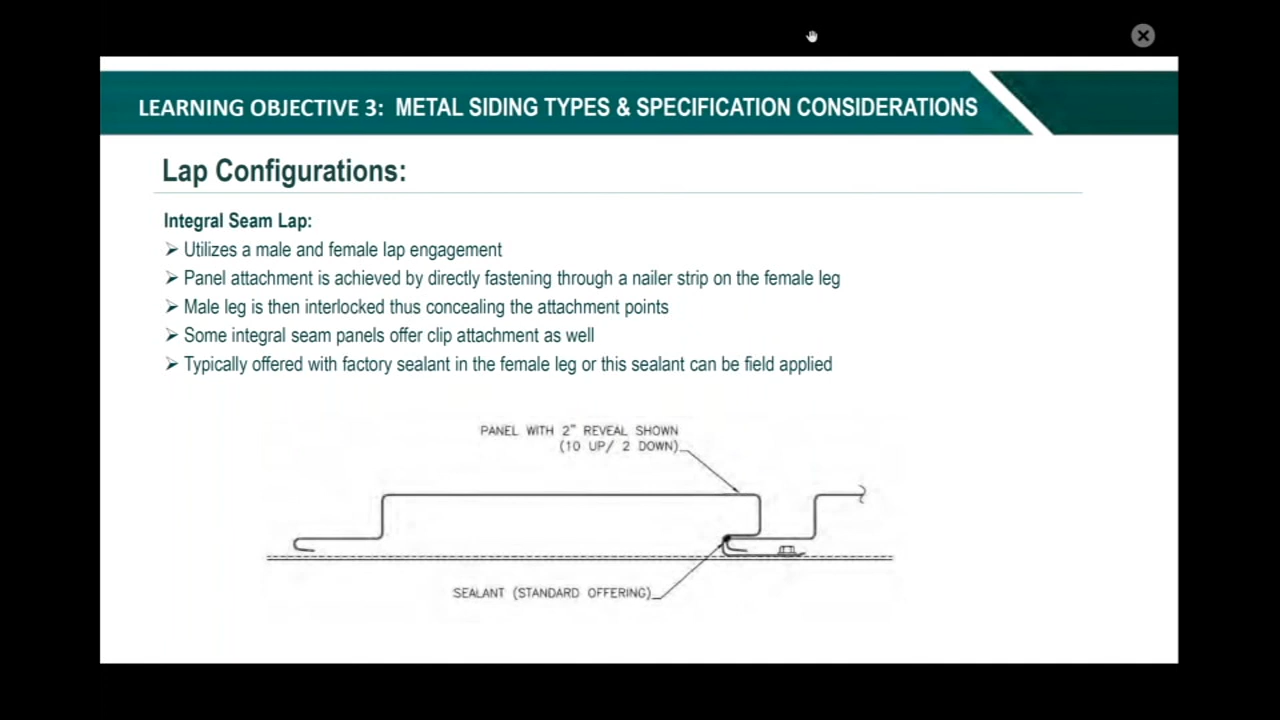 LEARNING OBJECTIVE 3: METAL SIDING TYPES & SPECIFICATION CONSIDERATIONS
Lap Configurations:
Integral Seam Lap:
➢ Utilizes a male and female lap engagement
➢ Panel attachment is achieved by directly fastening through a nailer strip on the female leg
➢ Male leg is then interlocked thus concealing the attachment points
➢ Some integral seam panels offer clip attachment as well
➢ Typically offered with factory sealant in the female leg or this sealant can be field applied
PANEL WITH 2" REVEAL SHOWN
(10 UP/ 2 DOWN)
SEALANT (STANDARD OFFERING)